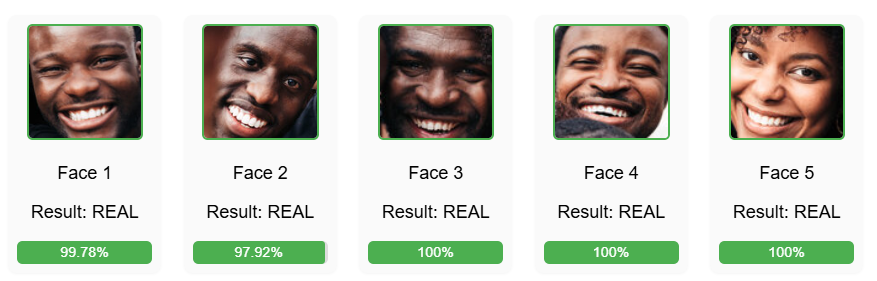 Face 1
Face 2
Face 3
Face 4
Face 5
Result: REAL
Result: REAL
Result: REAL
Result: REAL
Result: REAL
99.78%
97.92%
100%
100%
100%